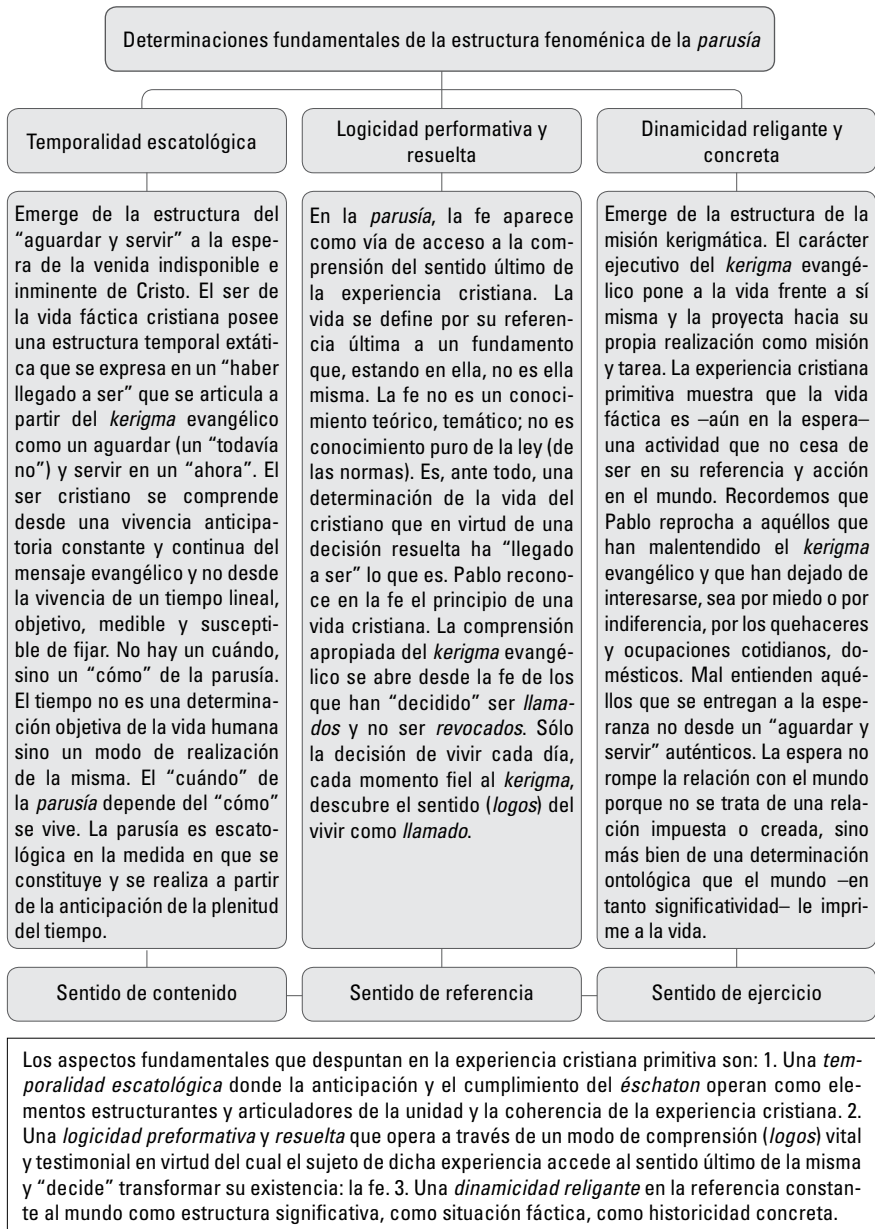 Determinaciones fundamentales de la estructura fenoménica de la parusía
Temporalidad escatológica
Logicidad performativa y
resuelta
Dinamicidad religante y
concreta
Emerge de la estructura del
“aguardar y servir” a la espe-
ra de la venida indisponible e
inminente de Cristo. El ser de
la vida fáctica cristiana posee
una estructura temporal extáti-
ca que se expresa en un “haber
llegado a ser” que se articula a
partir del kerigma evangélico
como un aguardar (un “todavía
no”) y servir en un “ahora”. El
ser cristiano se comprende
desde una vivencia anticipa-
toria constante y continua del
mensaje evangélico y no desde
la vivencia de un tiempo lineal,
objetivo, medible y suscepti-
ble de fijar. No hay un cuándo,
sino un “cómo” de la parusía.
El tiempo no es una determina-
ción objetiva de la vida humana
sino un modo de realización
de la misma. El “cuándo” de
la parusía depende del “cómo”
se vive. La parusía es escato-
lógica en la medida en que se
constituye y se realiza a partir
de la anticipación de la plenitud
del tiempo.
En la parusía, la fe aparece
como vía de acceso a la com-
prensión del sentido último de
la experiencia cristiana. La
vida se define por su referen-
cia última a un fundamento
que, estando en ella, no es ella
misma. La fe no es un conoci-
miento teórico, temático; no es
conocimiento puro de la ley (de
las normas). Es, ante todo, una
determinación de la vida del
cristiano que en virtud de una
decisión resuelta ha “llegado
a ser” lo que es. Pablo recono-
ce en la fe el principio de una
vida cristiana. La comprensión
apropiada del kerigma evangé-
lico se abre desde la fe de los
que han “decidido” ser llama-
dos y no ser revocados. Sólo
la decisión de vivir cada día,
cada momento fiel al kerigma,
descubre el sentido (logos) del
vivir como llamado.
Emerge de la estructura de la
misión kerigmática. El carácter
ejecutivo del kerigma evangé-
lico pone a la vida frente a sí
misma y la proyecta hacia su
propia realización como misión
y tarea. La experiencia cristiana
primitiva muestra que la vida
fáctica es –aún en la espera–
una actividad que no cesa de
ser en su referencia y acción
en el mundo. Recordemos que
Pablo reprocha a aquéllos que
han malentendido el kerigma
evangélico y que han dejado de
interesarse, sea por miedo o por
indiferencia, por los quehaceres
y ocupaciones cotidianos, do-
mésticos. Mal entienden aqué-
llos que se entregan a la espe-
ranza no desde un “aguardar y
servir” auténticos. La espera no
rompe la relación con el mundo
porque no se trata de una rela-
ción impuesta o creada, sino
más bien de una determinación
ontológica que el mundo –en
tanto significatividad– le impri-
me a la vida.
Sentido de contenido
Sentido de referencia
Sentido de ejercicio
Los aspectos fundamentales que despuntan en la experiencia cristiana primitiva son: 1. Una tem-
poralidad escatológica donde la anticipación y el cumplimiento del éschaton operan como ele-
mentos estructurantes y articuladores de la unidad y la coherencia de la experiencia cristiana. 2.
Una logicidad preformativa y resuelta que opera a través de un modo de comprensión (logos) vital
y testimonial en virtud del cual el sujeto de dicha experiencia accede al sentido último de la misma
y “decide” transformar su existencia: la fe. 3. Una dinamicidad religante en la referencia constan-
te al mundo como estructura significativa, como situación fáctica, como historicidad concreta.